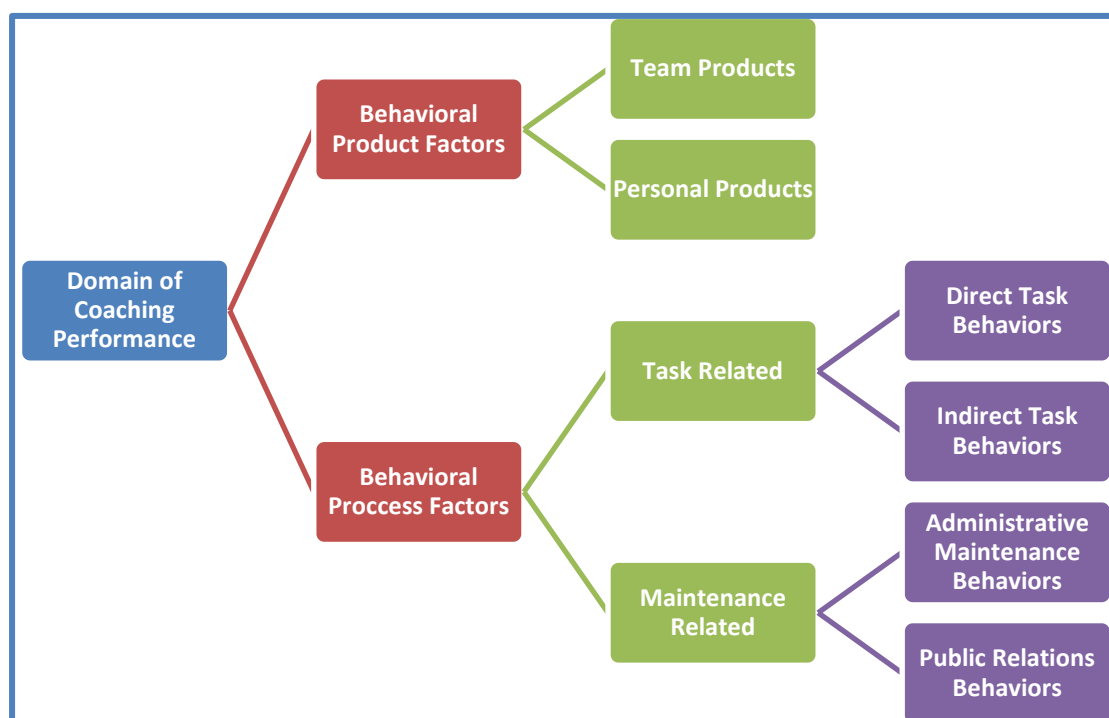 Domain of
Coaching
Performance
Behavioral
Product Factors
Team Products
Personal Products
Behavioral
Proccess Factors
Task Related
Direct Task
Behaviors
Indirect Task
Behaviors
Maintenance
Related
Administrative
Maintenance
Behaviors
Public Relations
Behaviors